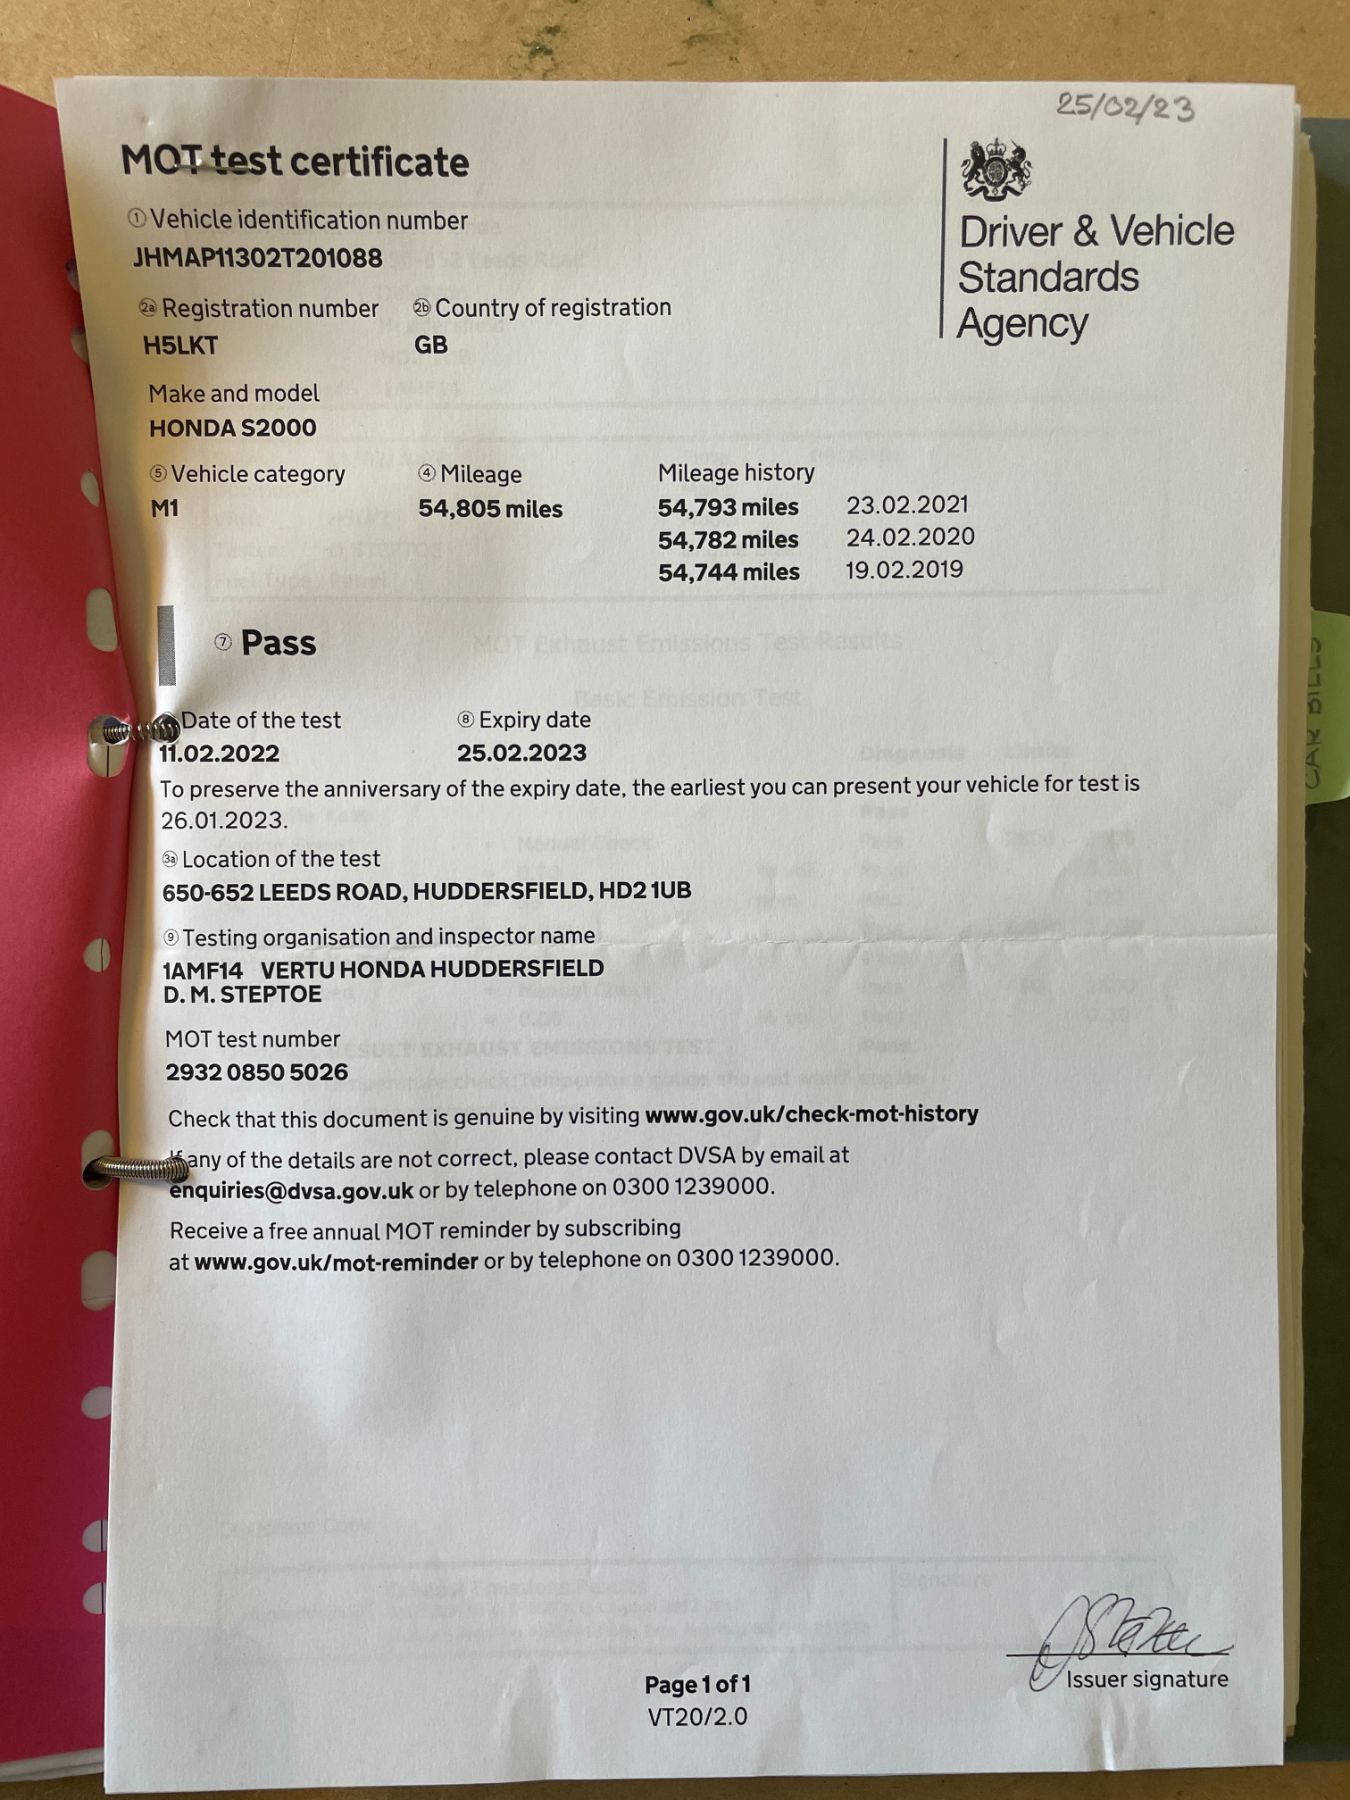 25/02/23
MOT test certificate
Driver & Vehicle
Standards
Agency
① Vehicle identification number
JHMAP11302T201088
2a Registration number 2b Country of registration
H5LKT GB
Make and model
HONDA S2000
⑤ Vehicle category ④ Mileage Mileage history
M1 54,805 miles 54,793 miles 23.02.2021
54,782 miles 24.02.2020
54,744 miles 19.02.2019
⑦ Pass
Date of the test ⑧ Expiry date
11.02.2022 25.02.2023
To preserve the anniversary of the expiry date, the earliest you can present your vehicle for test is
26.01.2023.
3a Location of the test
650-652 LEEDS ROAD, HUDDERSFIELD, HD2 1UB
⑨ Testing organisation and inspector name
1AMF14 VERTU HONDA HUDDERSFIELD
D. M. STEPTOE
MOT test number
2932 0850 5026
Check that this document is genuine by visiting www.gov.uk/check-mot-history
If any of the details are not correct, please contact DVSA by email at
enquiries@dvsa.gov.uk or by telephone on 0300 1239000.
Receive a free annual MOT reminder by subscribing
at www.gov.uk/mot-reminder or by telephone on 0300 1239000.
Issuer signature
Page 1 of 1
VT20/2.0
CAR BILLS
MOT Exhaust Emissions Test Results
Basic Emission Test